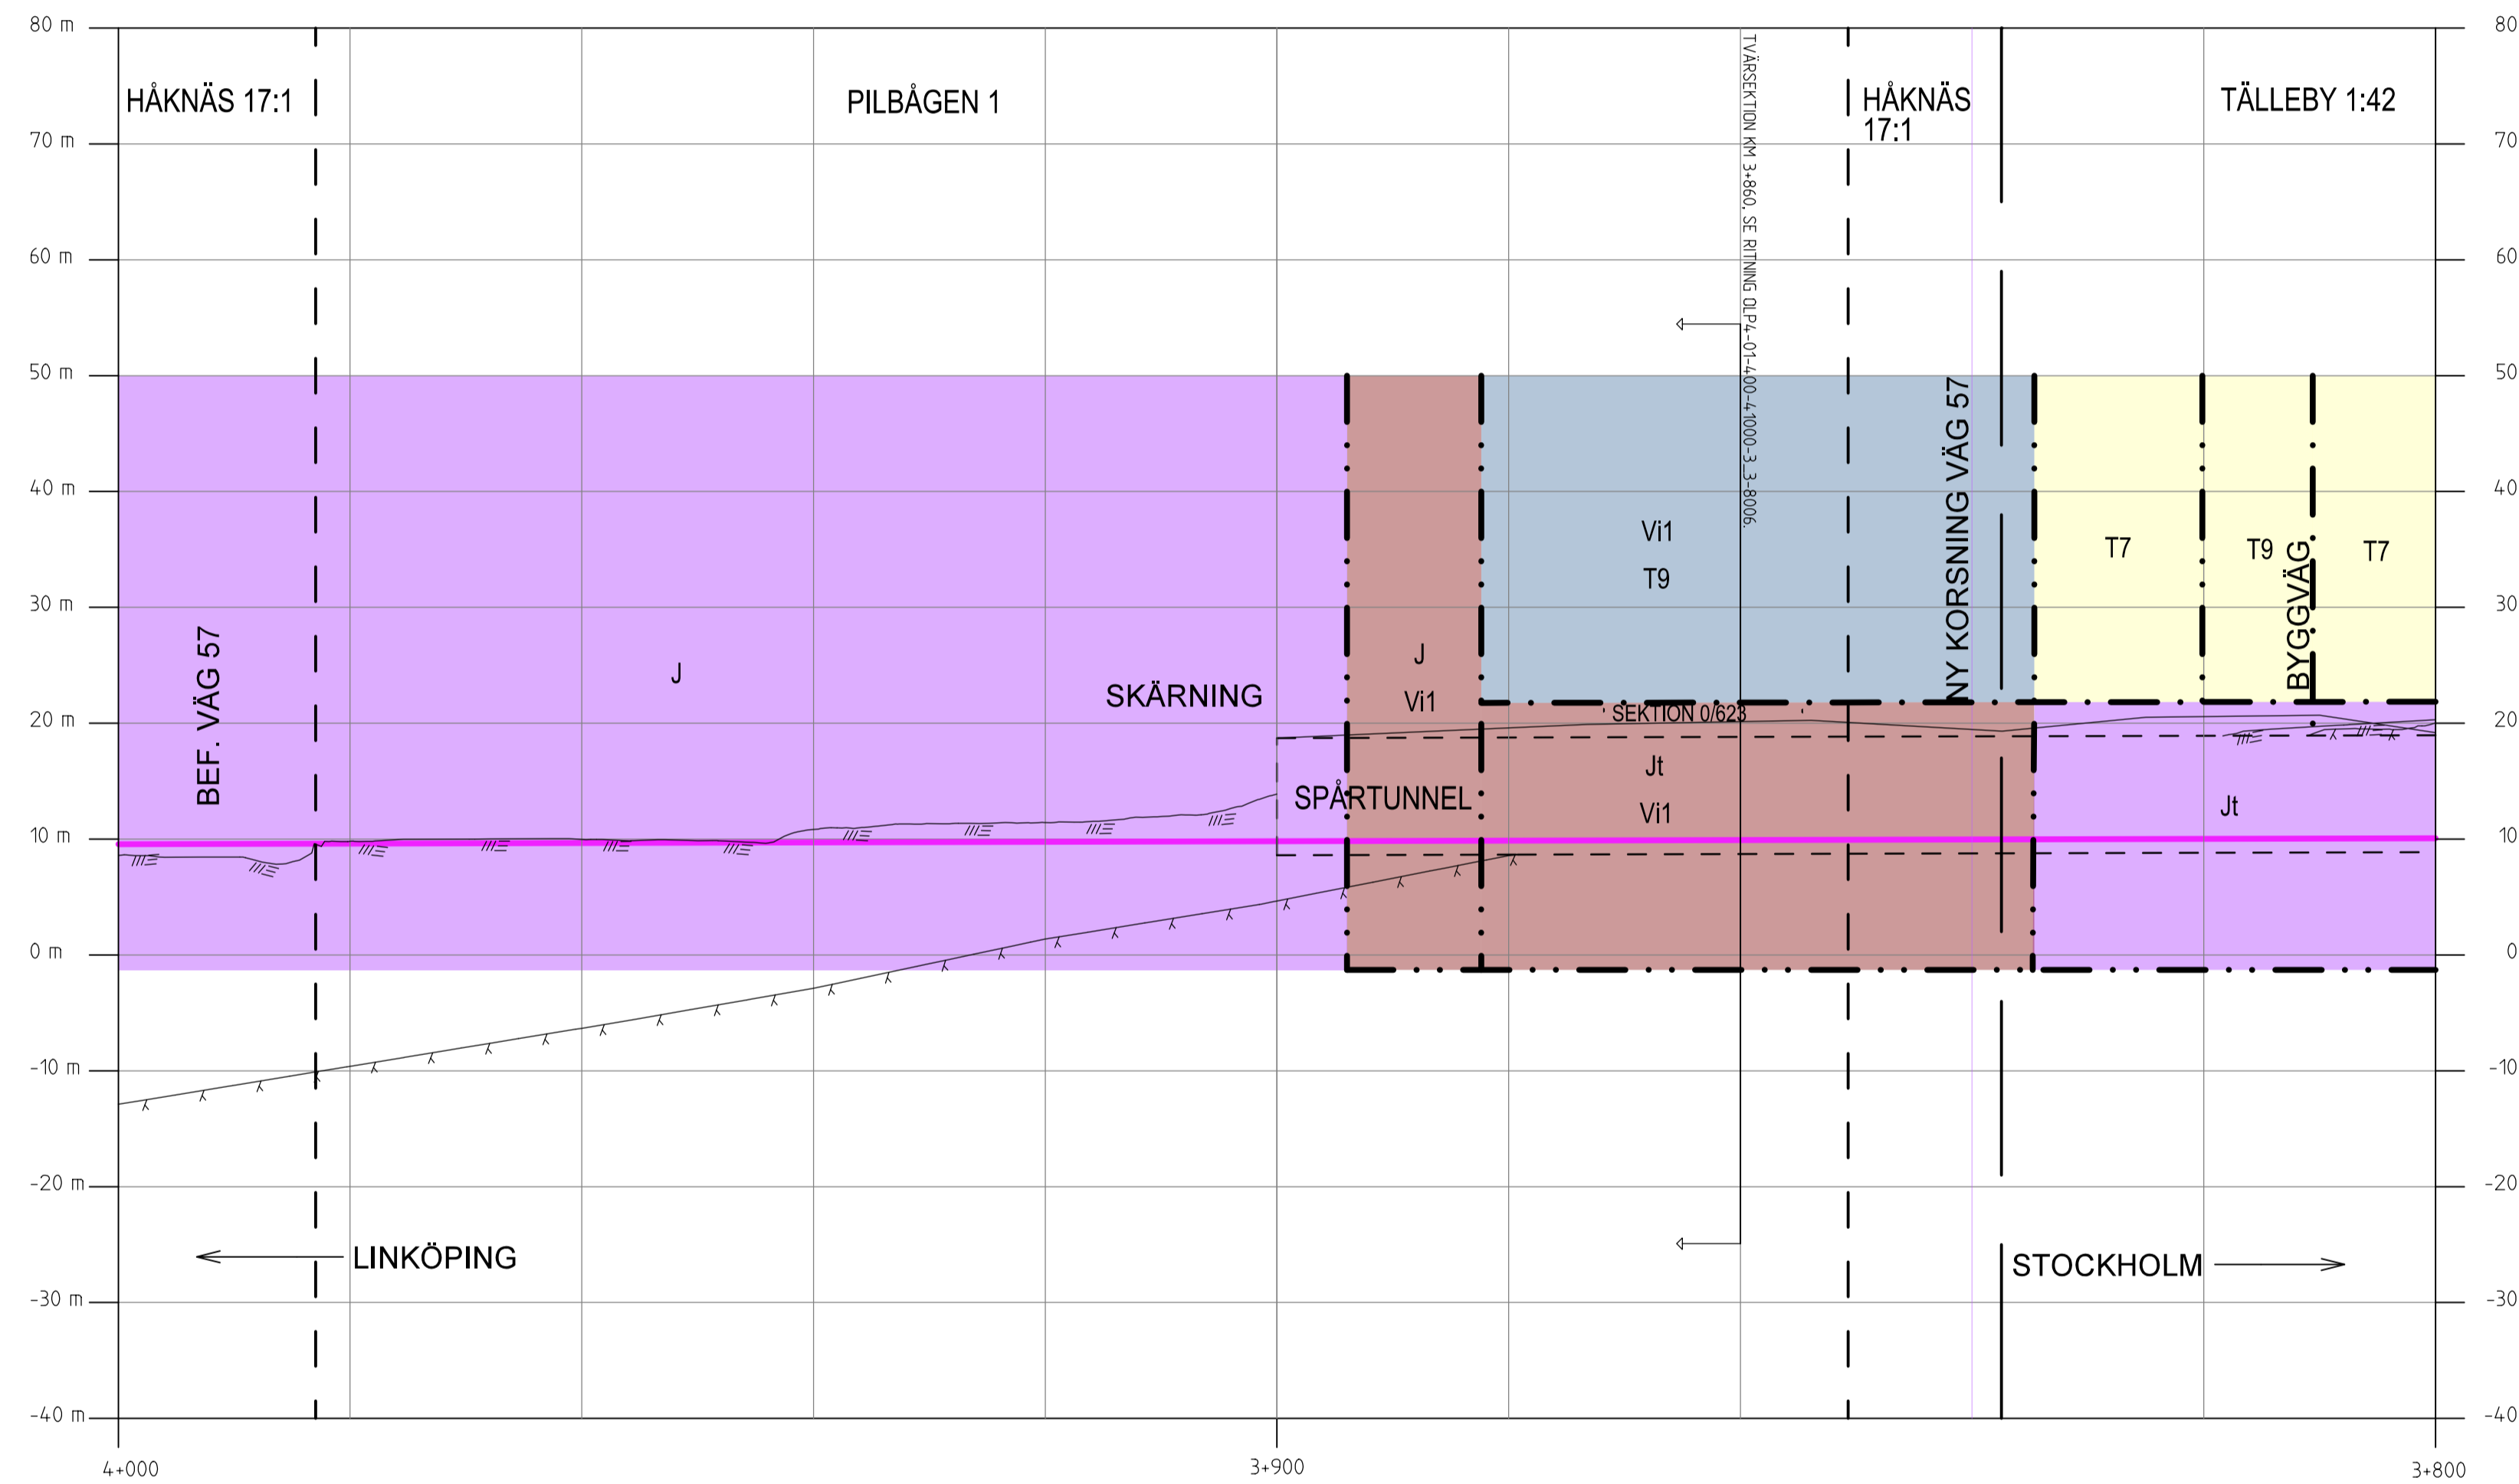 80 m
80
HÅKNÄS 17:1
PILBÅGEN 1
HÅKNÄS
17:1
TÄLLEBY 1:42
70 m
70
TVÄRSEKTION KM 3+860, SE RITNING OLP4-01-400-41000-3_3-8006.
60 m
60
50 m
50
40 m
40
NY KORSNING VÄG 57
Vi1
T9
T7
T9
T7
BYGGVÄG
30 m
30
BEF. VÄG 57
J
SKÄRNING
J
Vi1
20 m
20
SEKTION 0/623
Jt
Vi1
SPÅRTUNNEL
Jt
10 m
10
0 m
0
-10 m
-10
-20 m
-20
LINKÖPING
STOCKHOLM
-30 m
-30
-40 m
-40
4+000
3+900
3+800